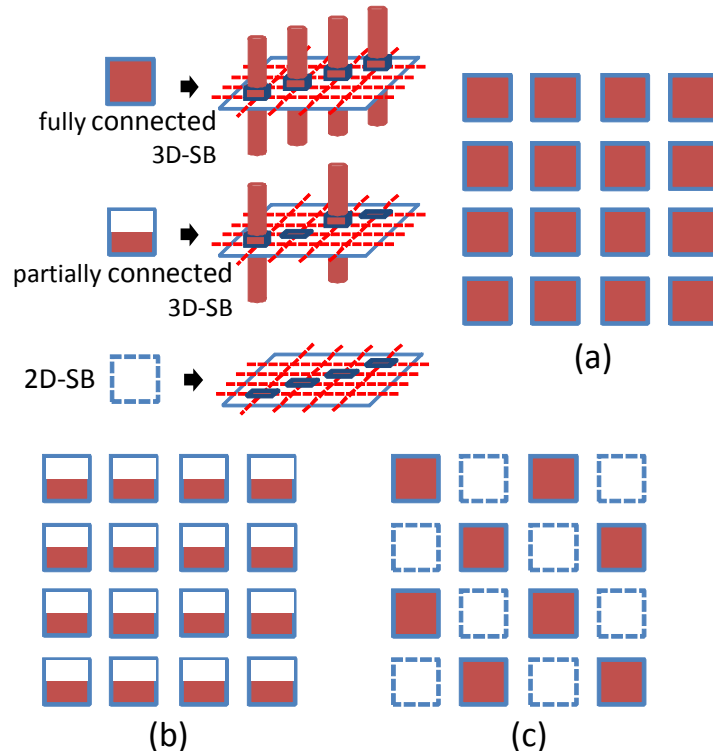 fully connected
3D-SB
partially connected
3D-SB
2D-SB
(a)
(b)
(c)